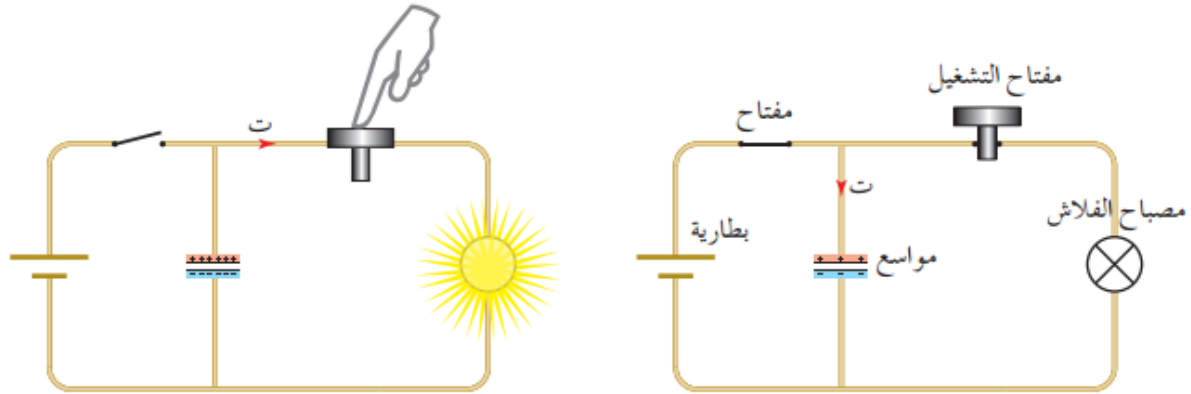 مفتاح التشغيل
مفتاح
ت
ت
مصباح الفلاش
بطارية
مواسع